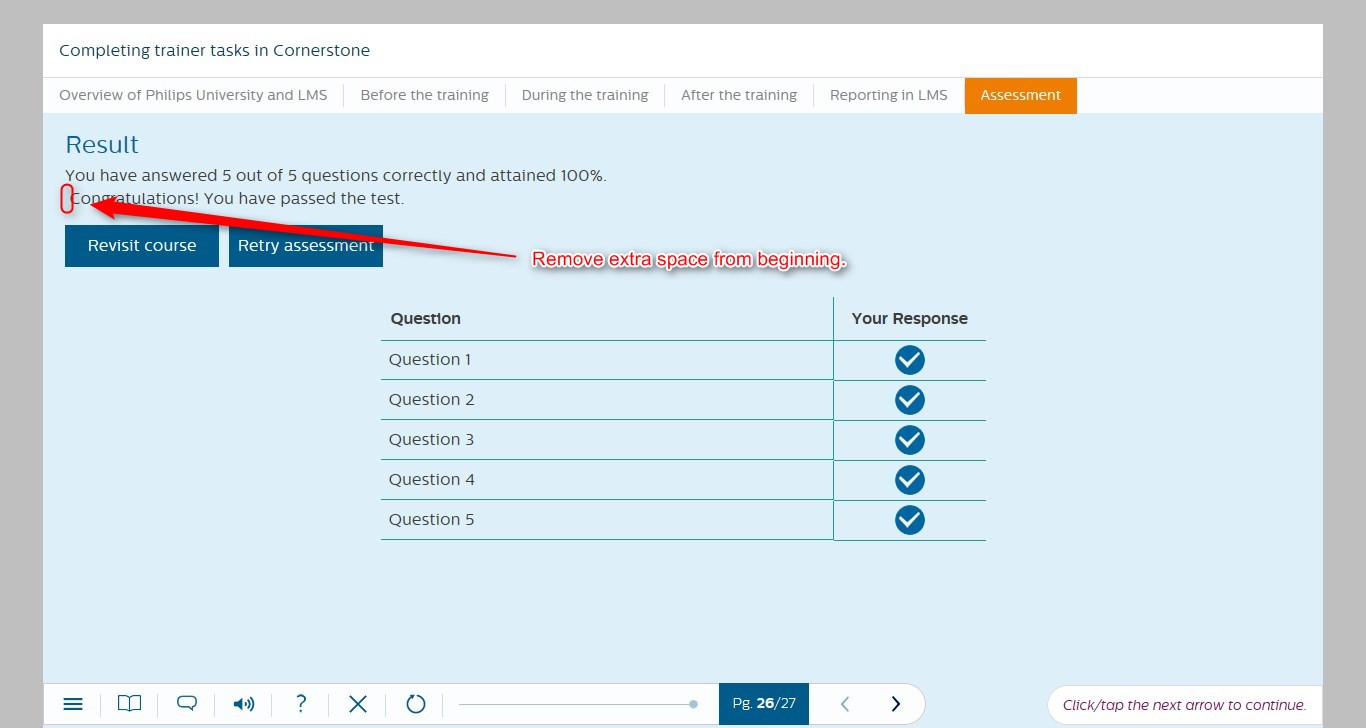 Completing trainer tasks in Cornerstone
Overview of Philips University and LMS Before the training During the training After the training Reporting in LMS Assessment
Result
You have answered 5 out of 5 questions correctly and attained 100%.
Congratulations! You have passed the test.
Revisit course Retry assessment
Remove extra space from beginning.
Question Your Response
Question 1
Question 2
Question 3
Question 4
Question 5
? Pg. 26/27 Click/tap the next arrow to continue.